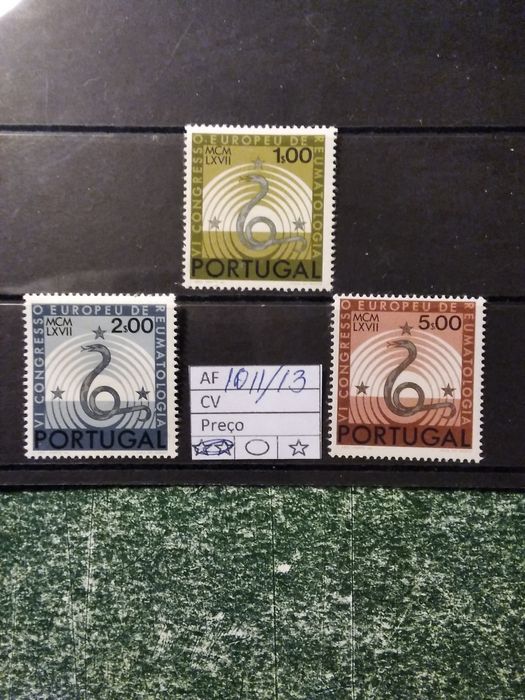 VI CONGRESSO EUROPEU DE REUMATOLOGIA
MCM
LXVII
1$00
PORTUGAL
VI CONGRESSO EUROPEU DE REUMATOLOGIA
MCM
LXVII
2$00
PORTUGAL
AF 1011/13
CV
Preço
VI CONGRESSO EUROPEU DE REUMATOLOGIA
MCM
LXVII
5$00
PORTUGAL